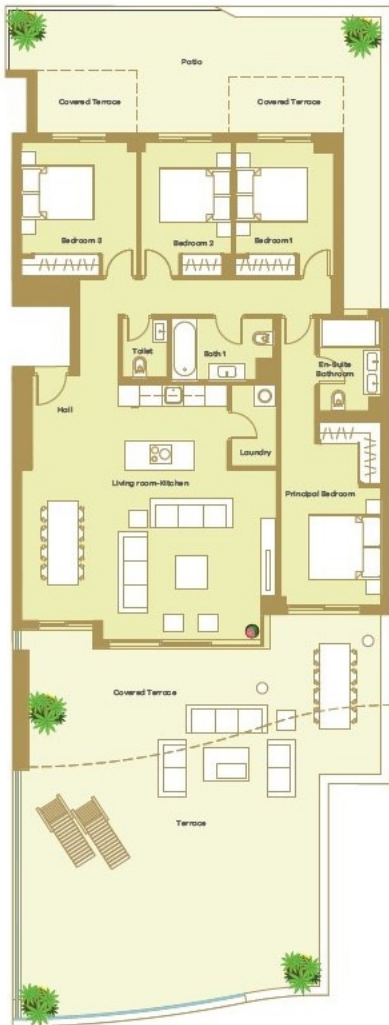 Patio
Covered Terrace
Covered Terrace
Bedroom 3
Bedroom 2
Bedroom 1
Toilet
Bath 1
En-Suite
Bathroom
Hall
Laundry
Living room-Kitchen
Principal Bedroom
Covered Terrace
Terrace